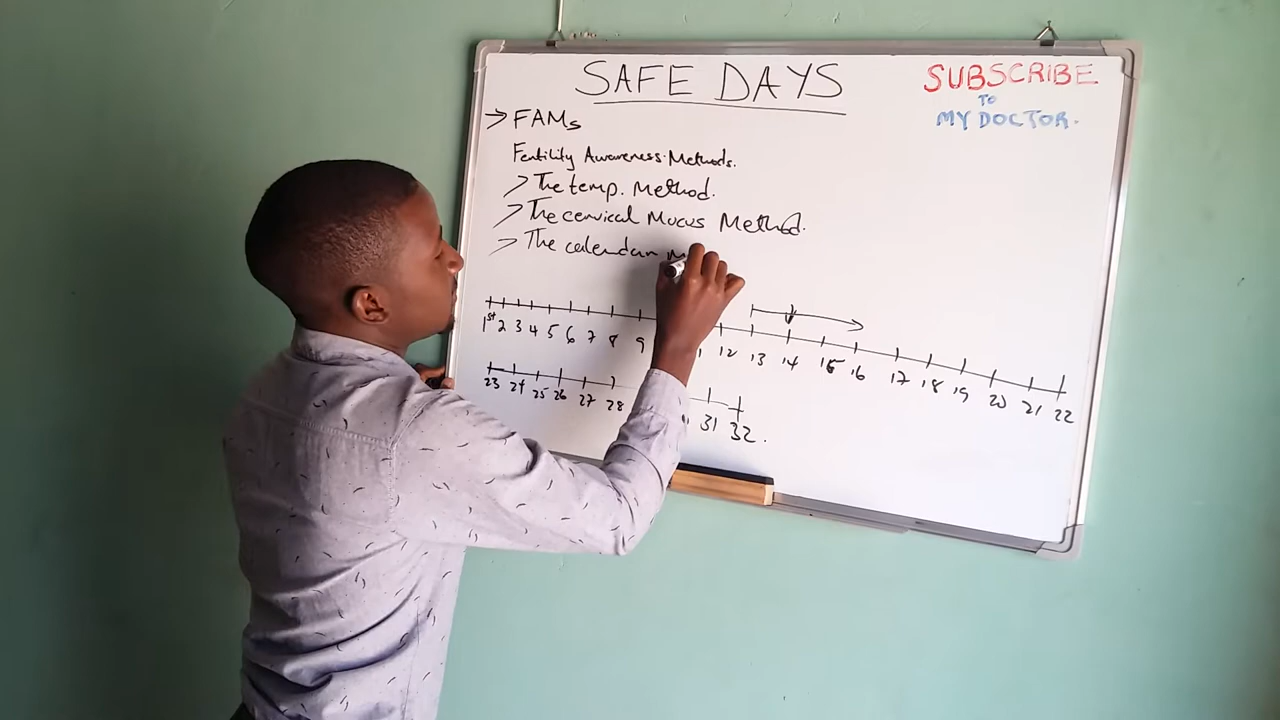 SAFE DAYS
SUBSCRIBE
TO
MY DOCTOR.
> FAMs
Fertility Awareness Methods.
> The temp. Method.
> The cervical Mucus Method.
> The calendar M
1st 2 3 4 5 6 7 8 9 12 13 14 15 16 17 18 19 20 21 22
23 24 25 26 27 28 31 32.